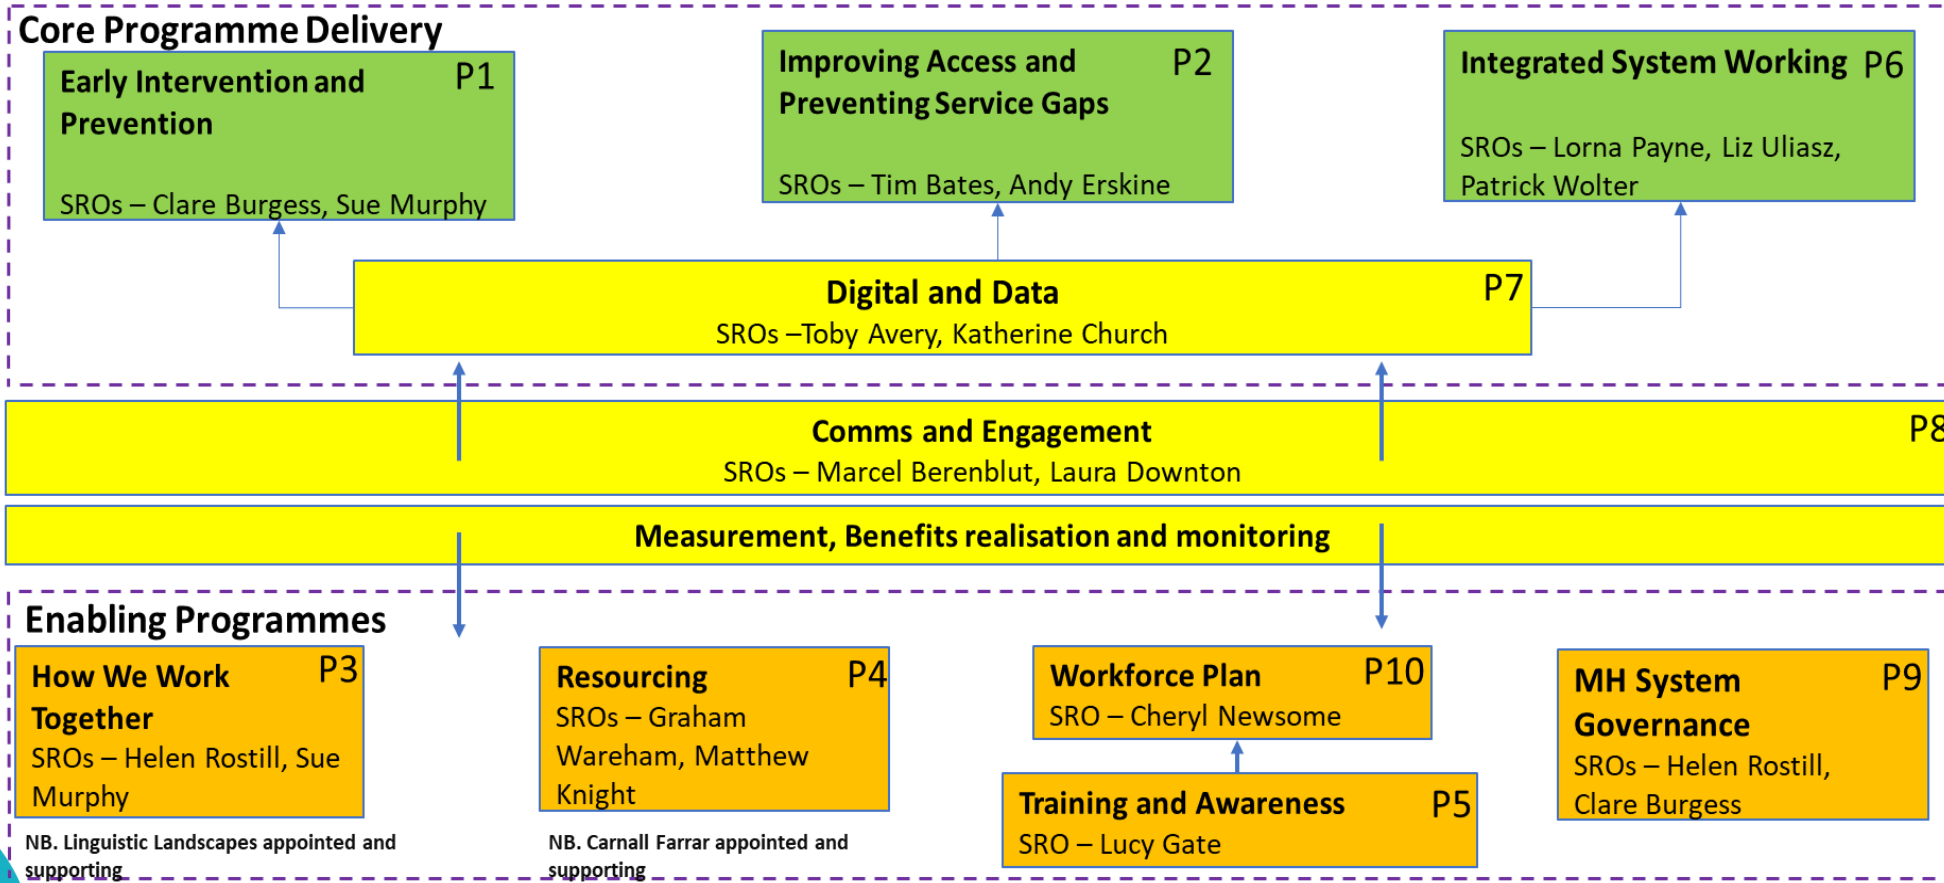 Core Programme Delivery
Early Intervention and
Prevention
P1
SROs – Clare Burgess, Sue Murphy
Improving Access and
Preventing Service Gaps
P2
SROs – Tim Bates, Andy Erskine
Integrated System Working
P6
SROs – Lorna Payne, Liz Uliasz,
Patrick Wolter
Digital and Data
P7
SROs –Toby Avery, Katherine Church
Comms and Engagement
P8
SROs – Marcel Berenblut, Laura Downton
Measurement, Benefits realisation and monitoring
Enabling Programmes
How We Work
Together
P3
SROs – Helen Rostill, Sue
Murphy
NB. Linguistic Landscapes appointed and
supporting
Resourcing
P4
SROs – Graham
Wareham, Matthew
Knight
NB. Carnall Farrar appointed and
supporting
Workforce Plan
P10
SRO – Cheryl Newsome
Training and Awareness
P5
SRO – Lucy Gate
MH System
Governance
P9
SROs – Helen Rostill,
Clare Burgess